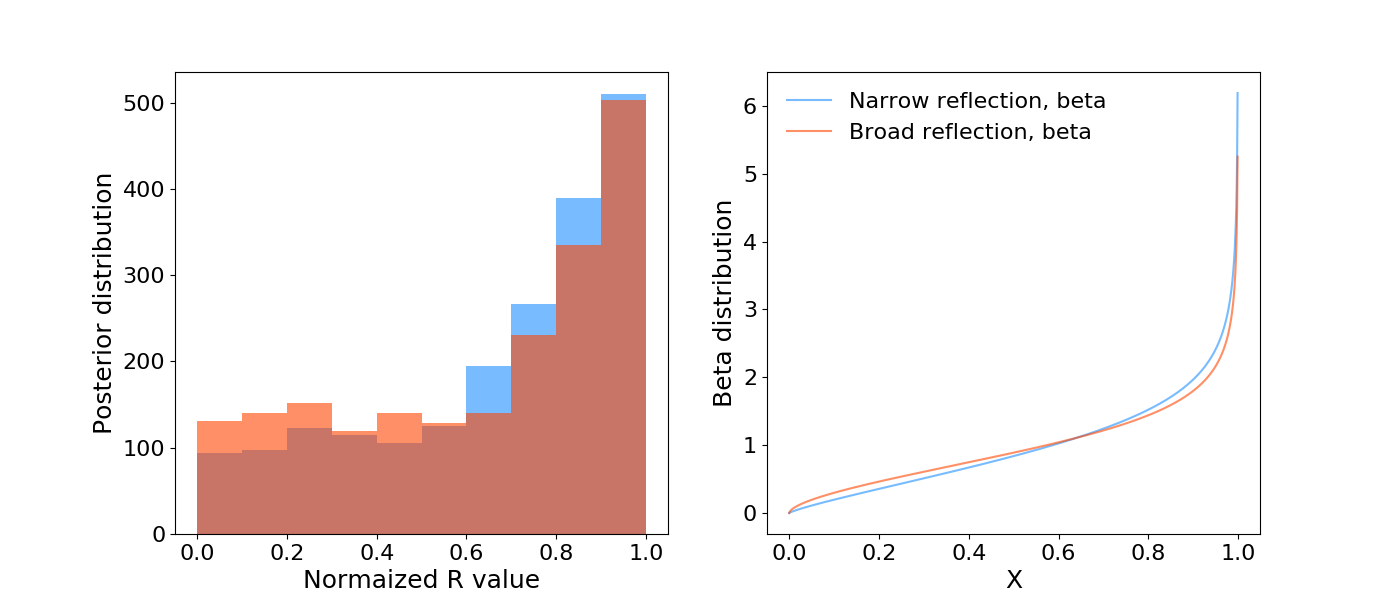 500
400
300
200
100
0
Posterior distribution
0.0 0.2 0.4 0.6 0.8 1.0
Normaized R value
Narrow reflection, beta
Broad reflection, beta
6
5
4
3
2
1
0
Beta distribution
0.0 0.2 0.4 0.6 0.8 1.0
X